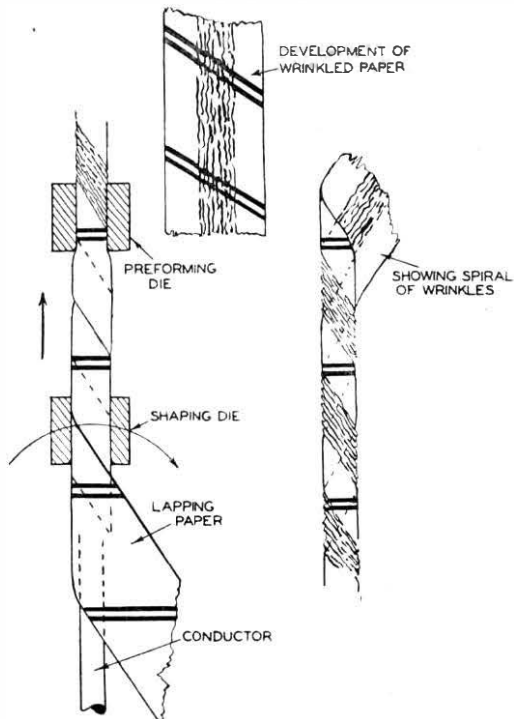 DEVELOPMENT OF
WRINKLED PAPER
PREFORMING
DIE
SHOWING SPIRAL
OF WRINKLES
SHAPING DIE
LAPPING
PAPER
CONDUCTOR